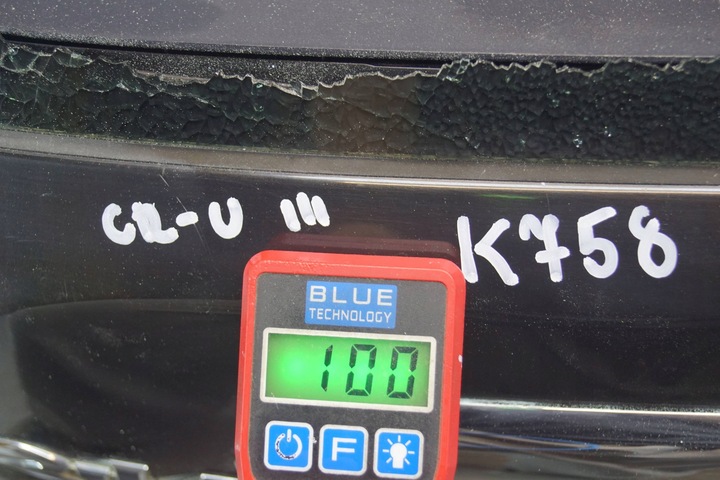 CR-U III K758
BLUE
TECHNOLOGY
100
F